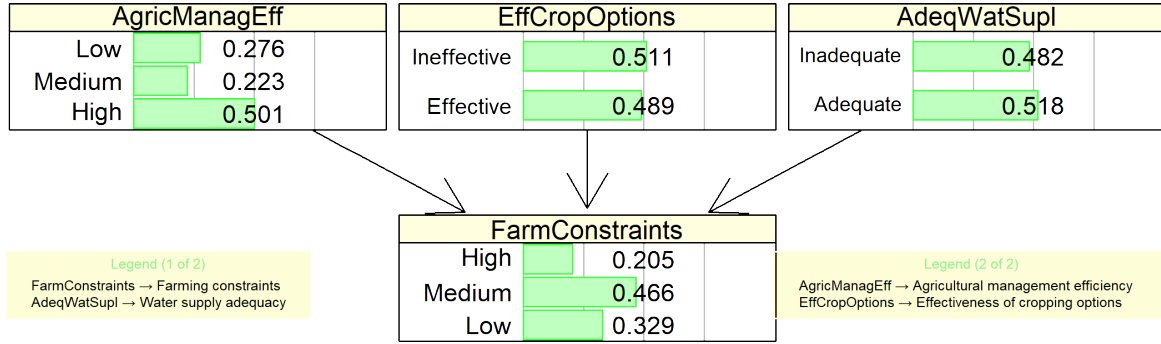 AgricManagEff
Low 0.276
Medium 0.223
High 0.501
EffCropOptions
Ineffective 0.511
Effective 0.489
AdeqWatSupl
Inadequate 0.482
Adequate 0.518
FarmConstraints
High 0.205
Medium 0.466
Low 0.329
Legend (1 of 2)
FarmConstraints → Farming constraints
AdeqWatSupl → Water supply adequacy
Legend (2 of 2)
AgricManagEff → Agricultural management efficiency
EffCropOptions → Effectiveness of cropping options